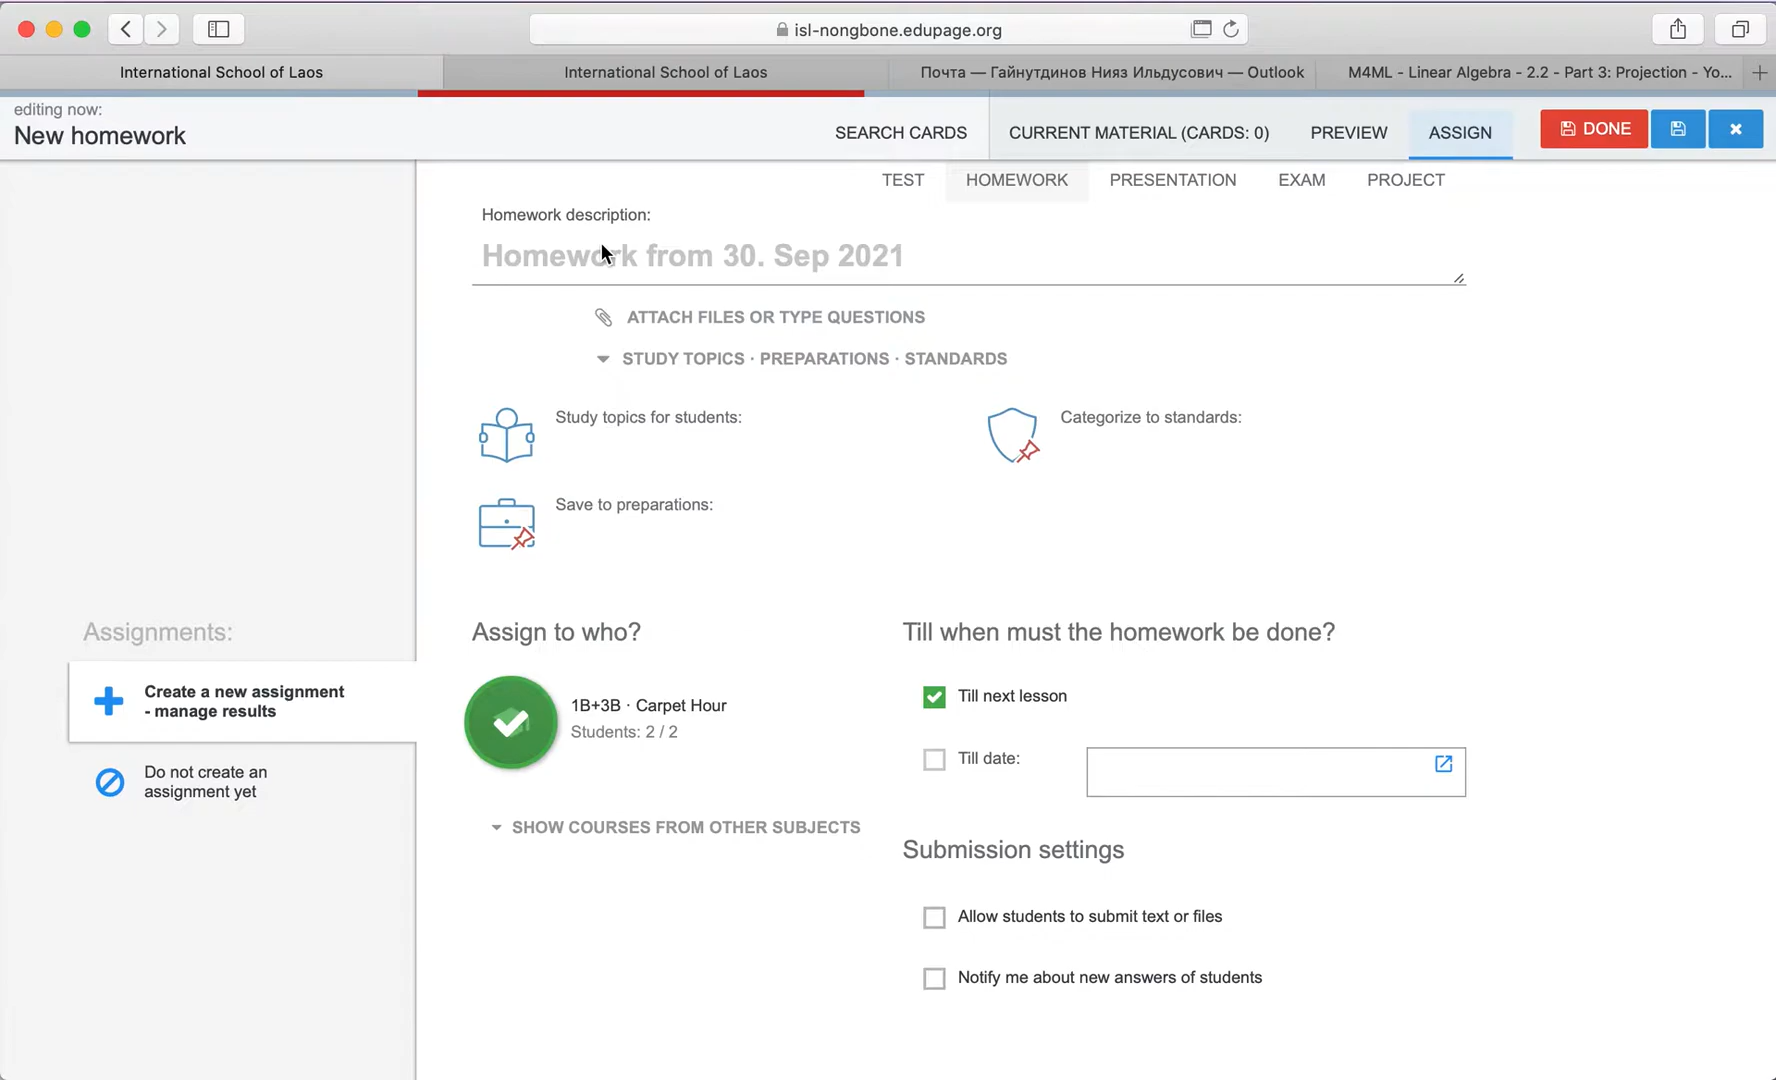 isl-nongbone.edupage.org
International School of Laos
International School of Laos
Почта — Гайнутдинов Нияз Ильдусович — Outlook
M4ML - Linear Algebra - 2.2 - Part 3: Projection - Yo...
editing now:
New homework
SEARCH CARDS
CURRENT MATERIAL (CARDS: 0)
PREVIEW
ASSIGN
DONE
TEST
HOMEWORK
PRESENTATION
EXAM
PROJECT
Homework description:
Homework from 30. Sep 2021
ATTACH FILES OR TYPE QUESTIONS
STUDY TOPICS · PREPARATIONS · STANDARDS
Study topics for students:
Categorize to standards:
Save to preparations:
Assignments:
Create a new assignment
- manage results
Do not create an
assignment yet
Assign to who?
1B+3B · Carpet Hour
Students: 2 / 2
SHOW COURSES FROM OTHER SUBJECTS
Till when must the homework be done?
Till next lesson
Till date:
Submission settings
Allow students to submit text or files
Notify me about new answers of students